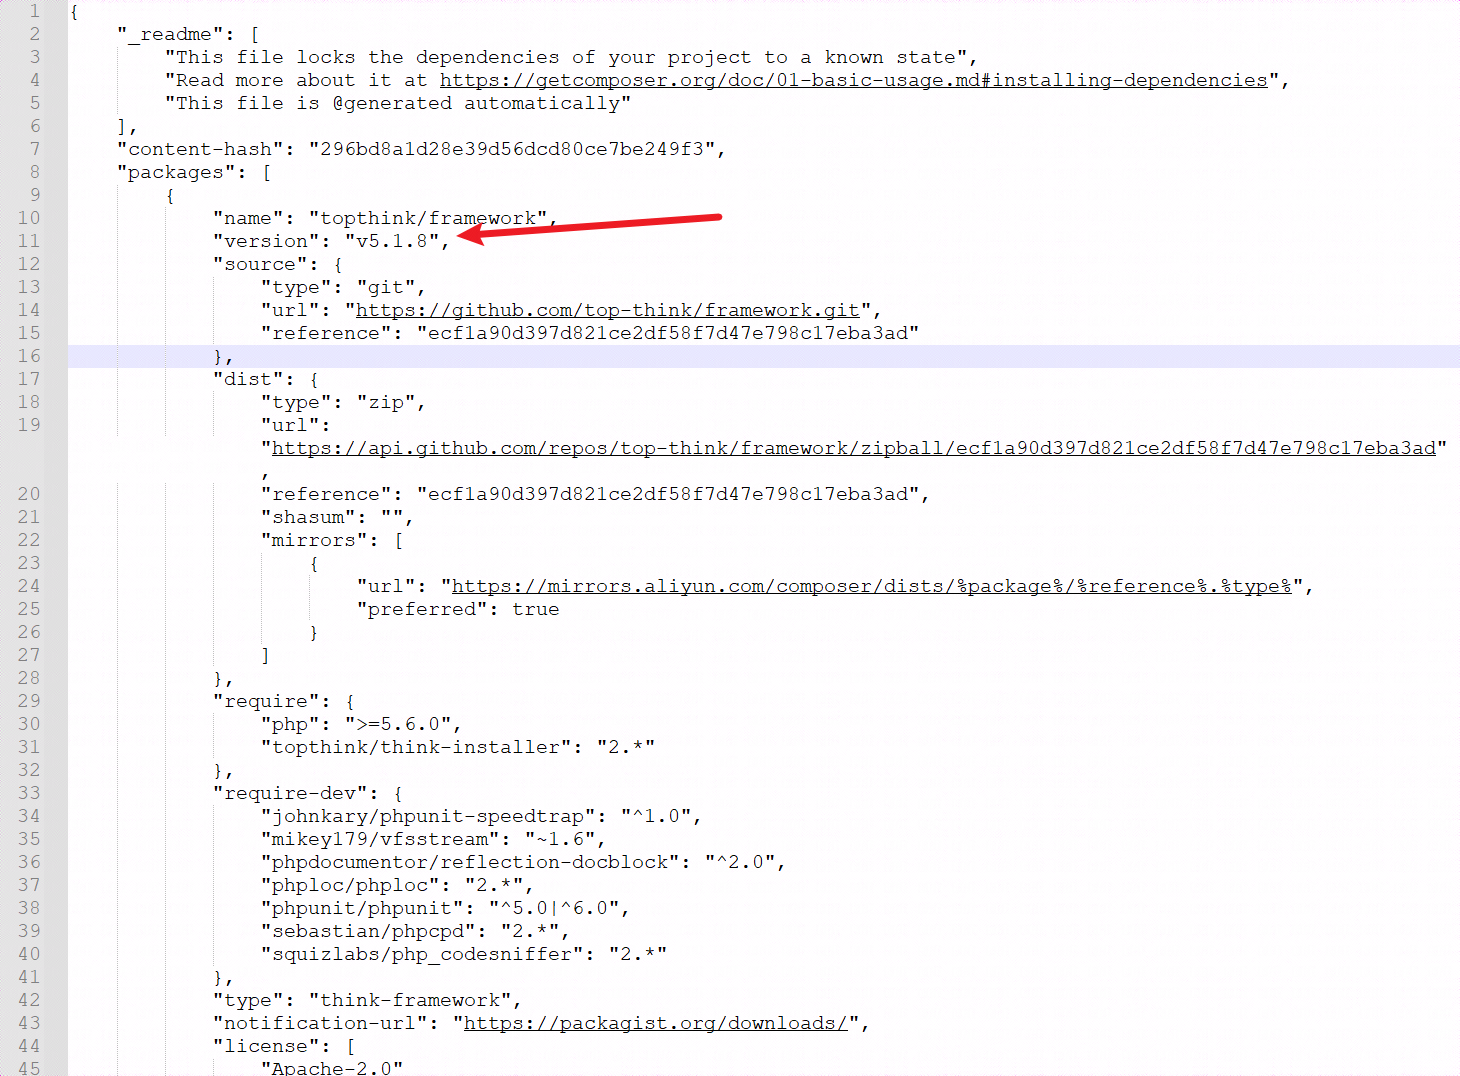 1 {
2 "_readme": [
3 "This file locks the dependencies of your project to a known state",
4 "Read more about it at https://getcomposer.org/doc/01-basic-usage.md#installing-dependencies",
5 "This file is @generated automatically"
6 ],
7 "content-hash": "296bd8a1d28e39d56dcd80ce7be249f3",
8 "packages": [
9 {
10 "name": "topthink/framework",
11 "version": "v5.1.8",
12 "source": {
13 "type": "git",
14 "url": "https://github.com/top-think/framework.git",
15 "reference": "ecf1a90d397d821ce2df58f7d47e798c17eba3ad"
16 },
17 "dist": {
18 "type": "zip",
19 "url":
"https://api.github.com/repos/top-think/framework/zipball/ecf1a90d397d821ce2df58f7d47e798c17eba3ad"
,
20 "reference": "ecf1a90d397d821ce2df58f7d47e798c17eba3ad",
21 "shasum": "",
22 "mirrors": [
23 {
24 "url": "https://mirrors.aliyun.com/composer/dists/%package%/%reference%.%type%",
25 "preferred": true
26 }
27 ]
28 },
29 "require": {
30 "php": ">=5.6.0",
31 "topthink/think-installer": "2.*"
32 },
33 "require-dev": {
34 "johnkary/phpunit-speedtrap": "^1.0",
35 "mikey179/vfsstream": "~1.6",
36 "phpdocumentor/reflection-docblock": "^2.0",
37 "phploc/phploc": "2.*",
38 "phpunit/phpunit": "^5.0|^6.0",
39 "sebastian/phpcpd": "2.*",
40 "squizlabs/php_codesniffer": "2.*"
41 },
42 "type": "think-framework",
43 "notification-url": "https://packagist.org/downloads/",
44 "license": [
45 "Apache-2.0"